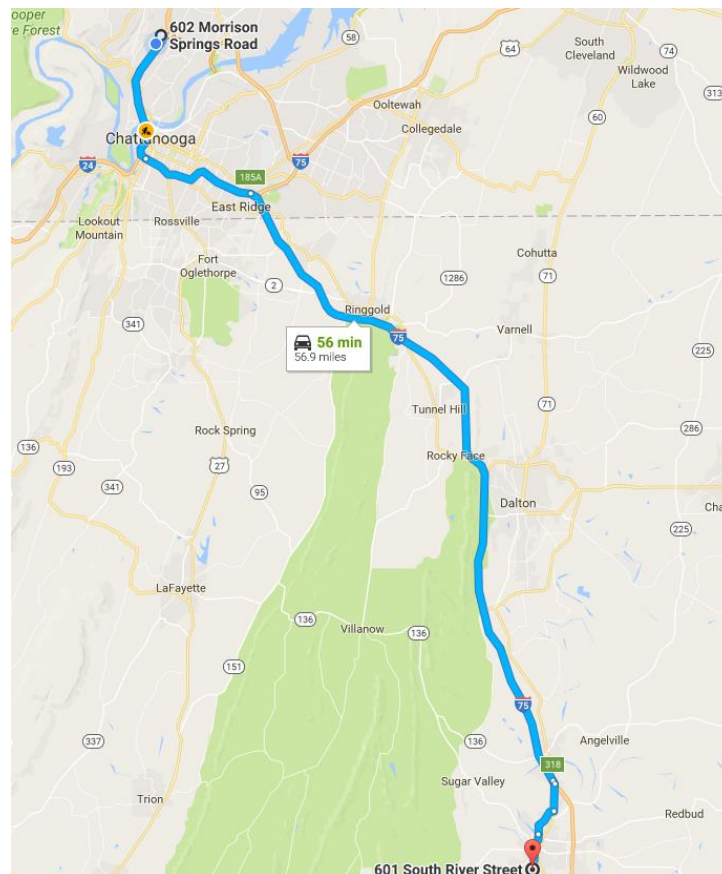 ooper
e Forest
602 Morrison
Springs Road
58
64
South
Cleveland
74
Wildwood
Lake
313
Ooltewah
60
Collegedale
Chattanooga
75
24
185A
East Ridge
Lookout
Mountain
Rossville
Fort
Oglethorpe
Cohutta
2
1286
71
341
Ringgold
75
Varnell
56 min
56.9 miles
225
71
Tunnel Hill
Rock Spring
286
136
Rocky Face
193
27
341
95
Dalton
Cha
225
LaFayette
136
Villanow
136
151
75
337
136
Angelville
318
Sugar Valley
Trion
Redbud
601 South River Street